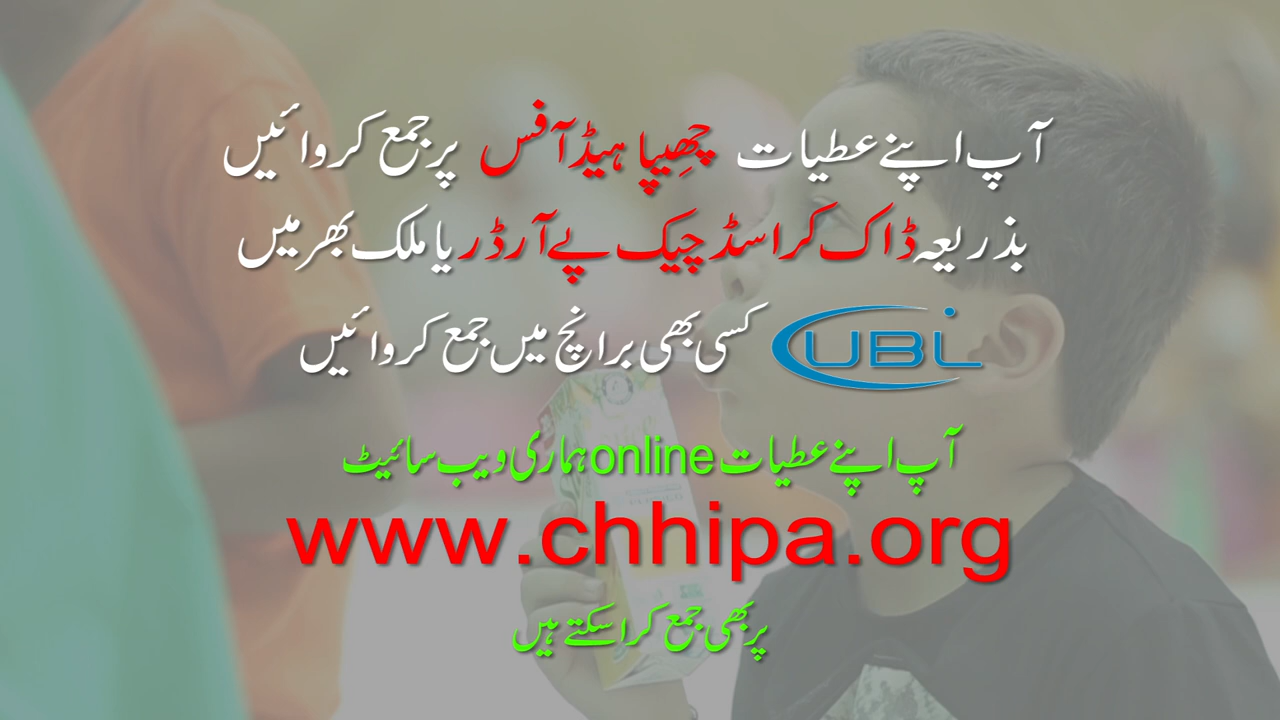 آپ اپنے عطیات چھِیپا ہیڈ آفس پر جمع کروائیں
بذریعہ ڈاک کراسڈ چیک پے آرڈر یا ملک بھر میں
UBL کسی بھی برانچ میں جمع کروائیں
آپ اپنے عطیات online ہماری ویب سائیٹ
www.chhipa.org
پر بھی جمع کرا سکتے ہیں